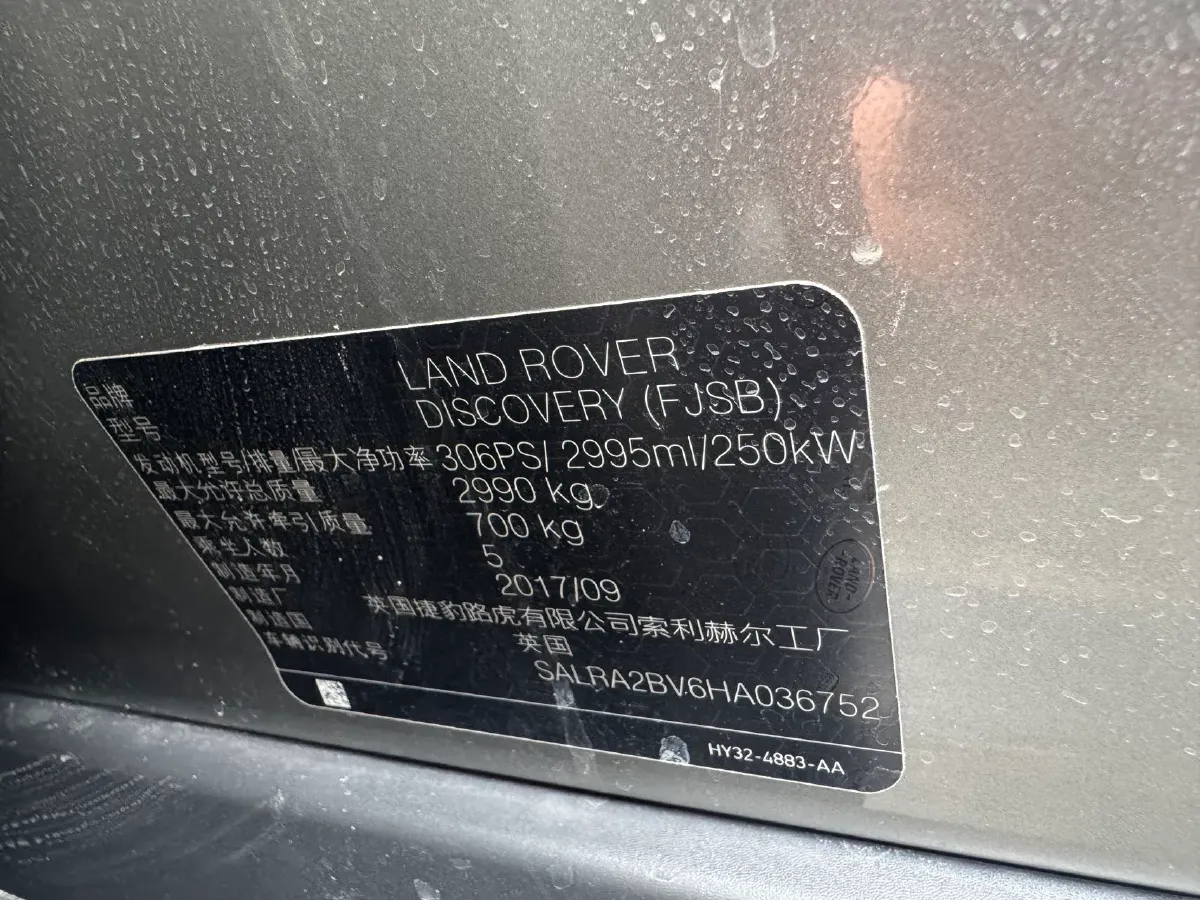 品牌 LAND ROVER
型号 DISCOVERY (FJSB)
发动机型号/排量/最大净功率 306PS/ 2995ml/250kW
最大允许总质量 2990 kg
最大允许牵引质量 700 kg
乘坐人数 5
制造年月 2017/09
制造厂 英国捷豹路虎有限公司索利赫尔工厂
制造国 英国
车辆识别代号 SALRA2BV6HA036752
LAND-
ROVER
HY32-4883-AA